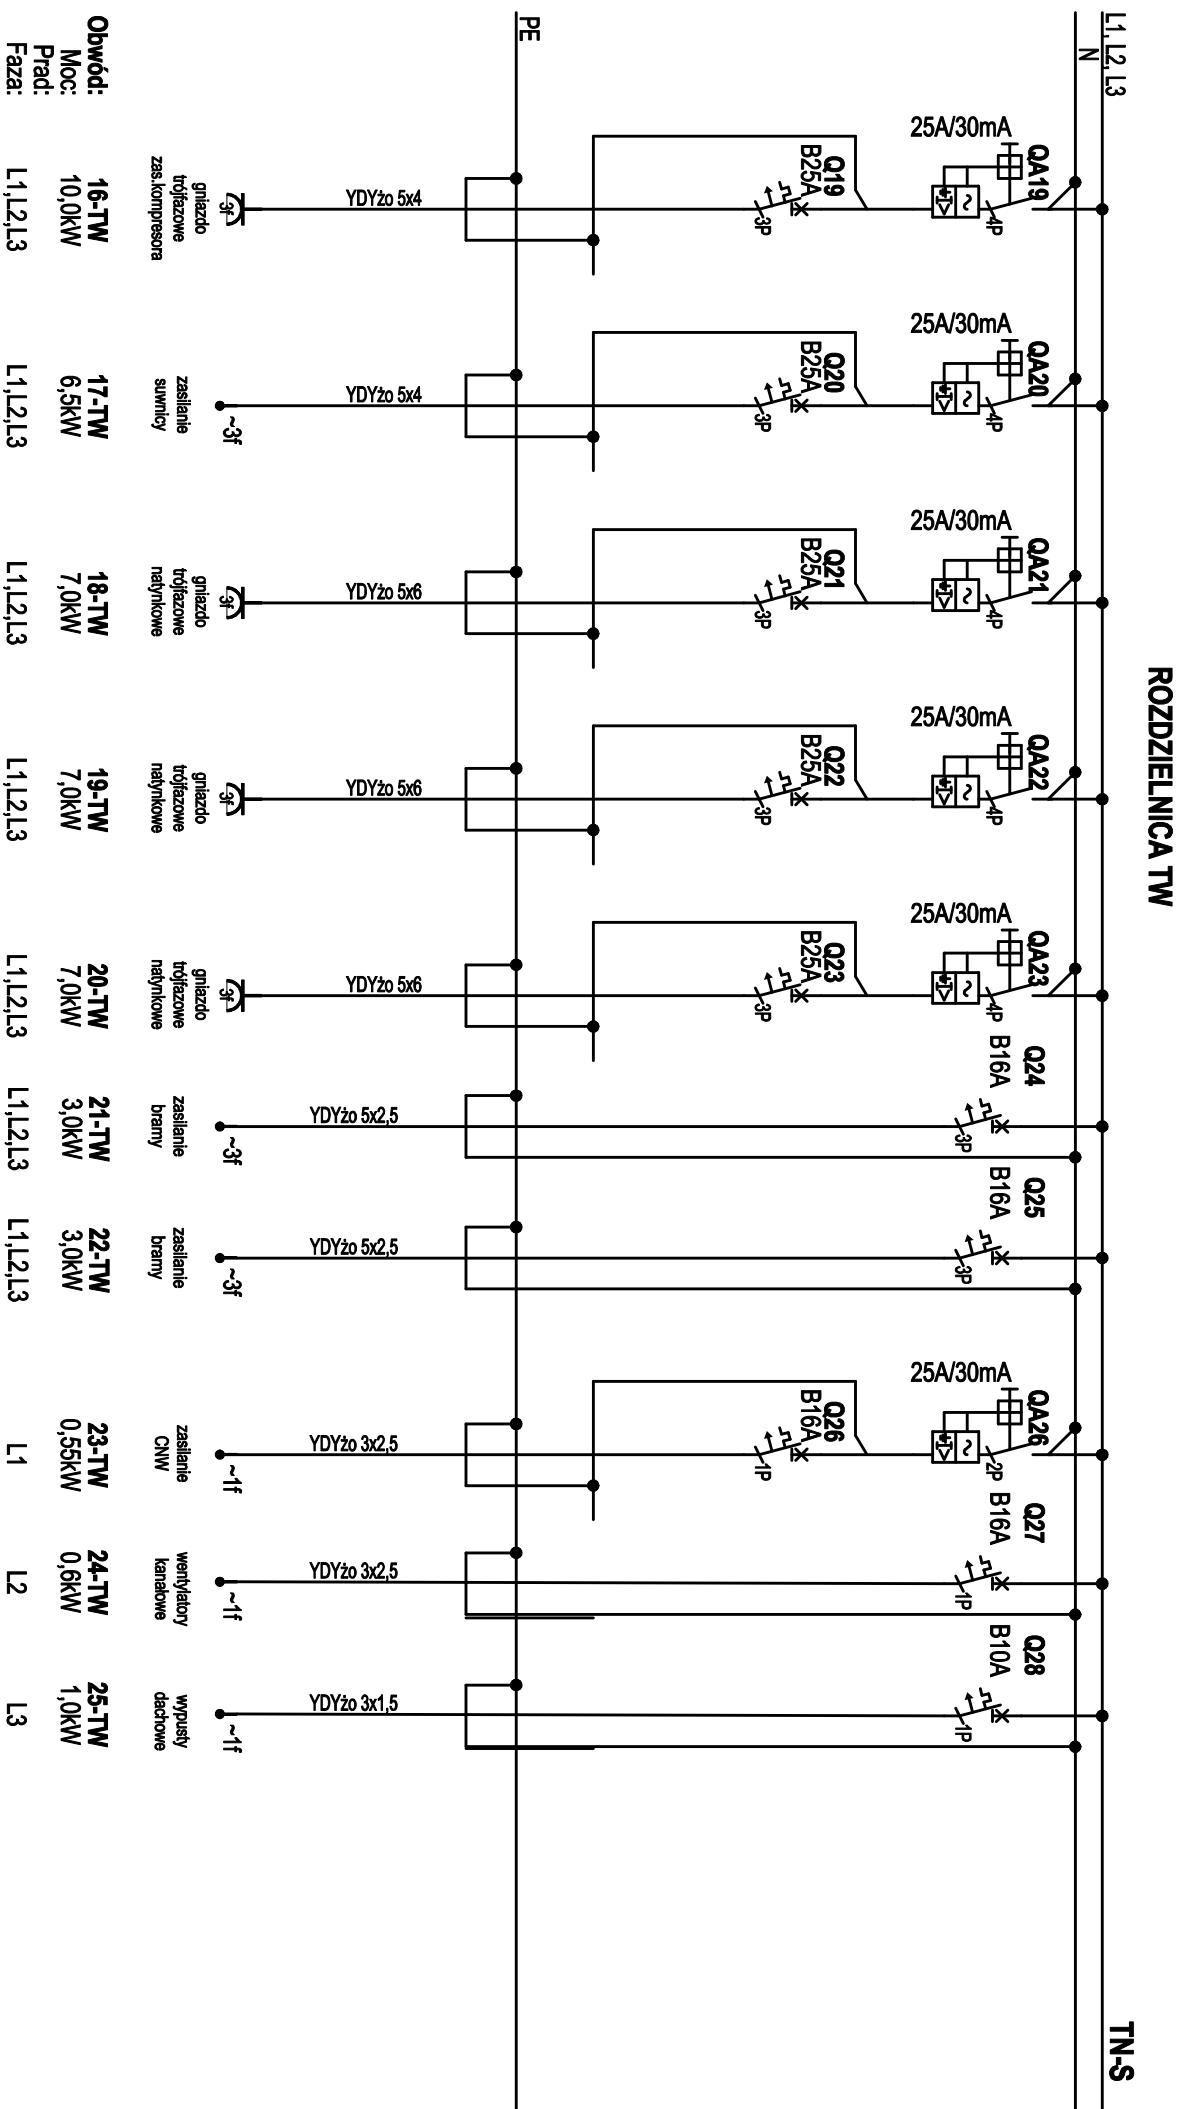 ROZDZIELNICA TW
TN-S
L1, L2, L3
N
PE
QA19
25A/30mA
4P
Q19
B25A
3P
YDYżo 5x4
3f
gniazdo
trójfazowe
zas.kompresora
QA20
25A/30mA
4P
Q20
B25A
3P
YDYżo 5x4
~3f
zasilanie
suwnicy
QA21
25A/30mA
4P
Q21
B25A
3P
YDYżo 5x6
3f
gniazdo
trójfazowe
natynkowe
QA22
25A/30mA
4P
Q22
B25A
3P
YDYżo 5x6
3f
gniazdo
trójfazowe
natynkowe
QA23
25A/30mA
4P
Q23
B25A
3P
YDYżo 5x6
3f
gniazdo
trójfazowe
natynkowe
Q24
B16A
3P
YDYżo 5x2,5
~3f
zasilanie
bramy
Q25
B16A
3P
YDYżo 5x2,5
~3f
zasilanie
bramy
QA26
25A/30mA
2P
Q26
B16A
1P
YDYżo 3x2,5
~1f
zasilanie
CNW
Q27
B16A
1P
YDYżo 3x2,5
~1f
wentylatory
kanałowe
Q28
B10A
1P
YDYżo 3x1,5
~1f
wypusty
dachowe
Obwód: 16-TW 17-TW 18-TW 19-TW 20-TW 21-TW 22-TW 23-TW 24-TW 25-TW
Moc: 10,0kW 6,5kW 7,0kW 7,0kW 7,0kW 3,0kW 3,0kW 0,55kW 0,6kW 1,0kW
Prad:
Faza: L1,L2,L3 L1,L2,L3 L1,L2,L3 L1,L2,L3 L1,L2,L3 L1,L2,L3 L1,L2,L3 L1 L2 L3